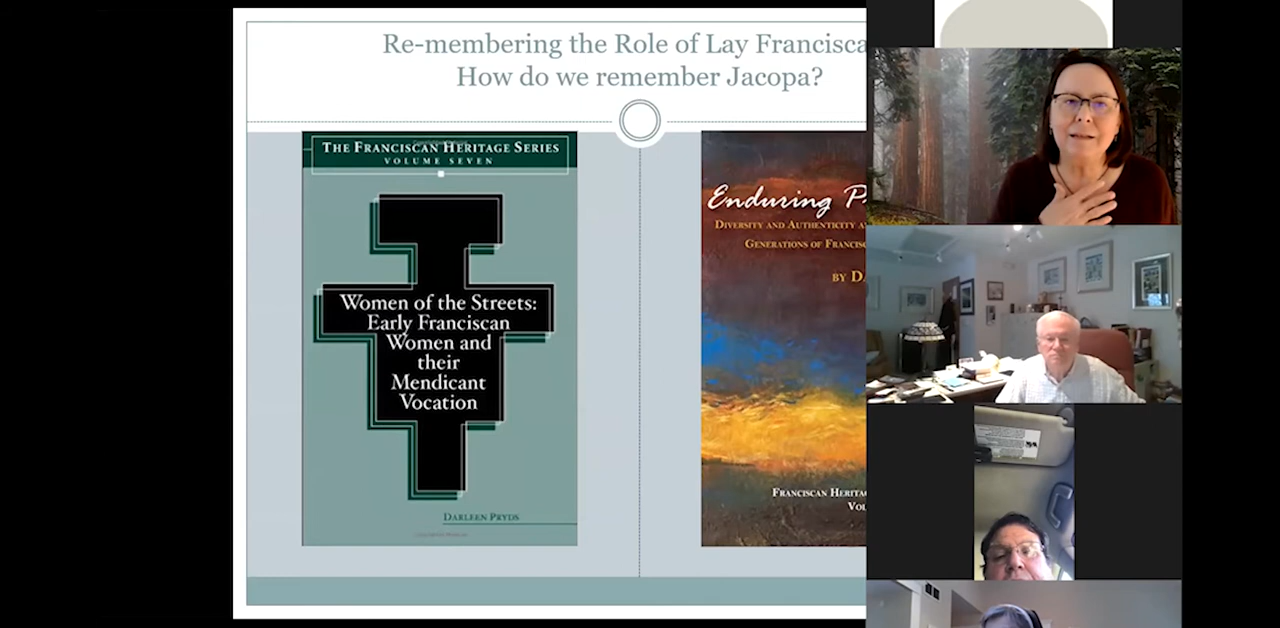 Re-membering the Role of Lay Francisca
How do we remember Jacopa?
THE FRANCISCAN HERITAGE SERIES
VOLUME SEVEN
Women of the Streets:
Early Franciscan
Women and
their
Mendicant
Vocation
DARLEEN PRYDS
Enduring P
DIVERSITY AND AUTHENTICITY A
GENERATIONS OF FRANCISC
BY D
FRANCISCAN HERITAG
VOL